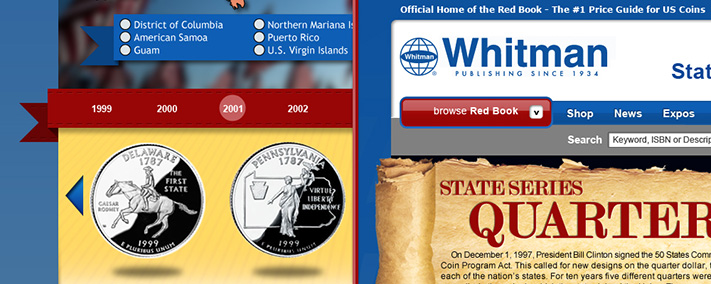 District of Columbia
American Samoa
Guam
Northern Mariana Is
Puerto Rico
U.S. Virgin Islands
1999
2000
2001
2002
DELAWARE
1787
THE
FIRST
STATE
CAESAR
RODNEY
1999
E PLURIBUS UNUM
PENNSYLVANIA
1787
VIRTUE
LIBERTY
INDEPENDENCE
1999
E PLURIBUS UNUM
Official Home of the Red Book - The #1 Price Guide for US Coins
Whitman
PUBLISHING SINCE 1934
Stat
browse Red Book
Shop
News
Expos
Search
Keyword, ISBN or Descrip
STATE SERIES
QUARTER
On December 1, 1997, President Bill Clinton signed the 50 States Comm
Coin Program Act. This called for new designs on the quarter dollar,
each of the nation's states. For ten years five different quarters were